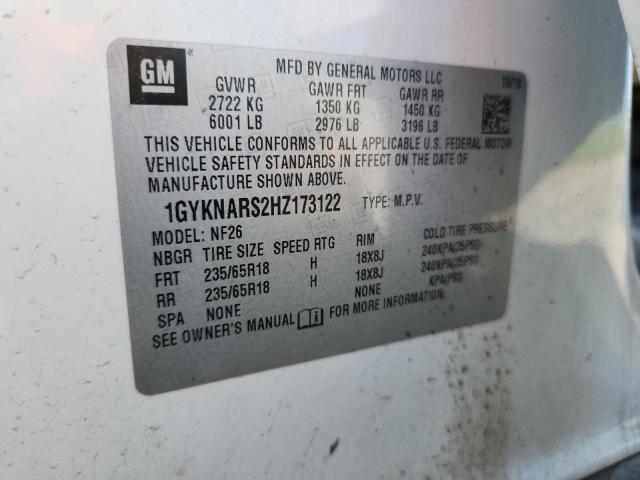 GM
MFD BY GENERAL MOTORS LLC
10/16
GVWR GAWR FRT GAWR RR
2722 KG 1350 KG 1450 KG
6001 LB 2976 LB 3196 LB
THIS VEHICLE CONFORMS TO ALL APPLICABLE U.S. FEDERAL MOTOR
VEHICLE SAFETY STANDARDS IN EFFECT ON THE DATE OF
MANUFACTURE SHOWN ABOVE.
1GYKNARS2HZ173122 TYPE: M.P.V.
MODEL: NF26
NBGR TIRE SIZE SPEED RTG RIM COLD TIRE PRESSURE
FRT 235/65R18 H 18X8J 240KPA(35PSI)
RR 235/65R18 H 18X8J 240KPA(35PSI)
SPA NONE NONE KPA(PSI)
SEE OWNER'S MANUAL FOR MORE INFORMATION.